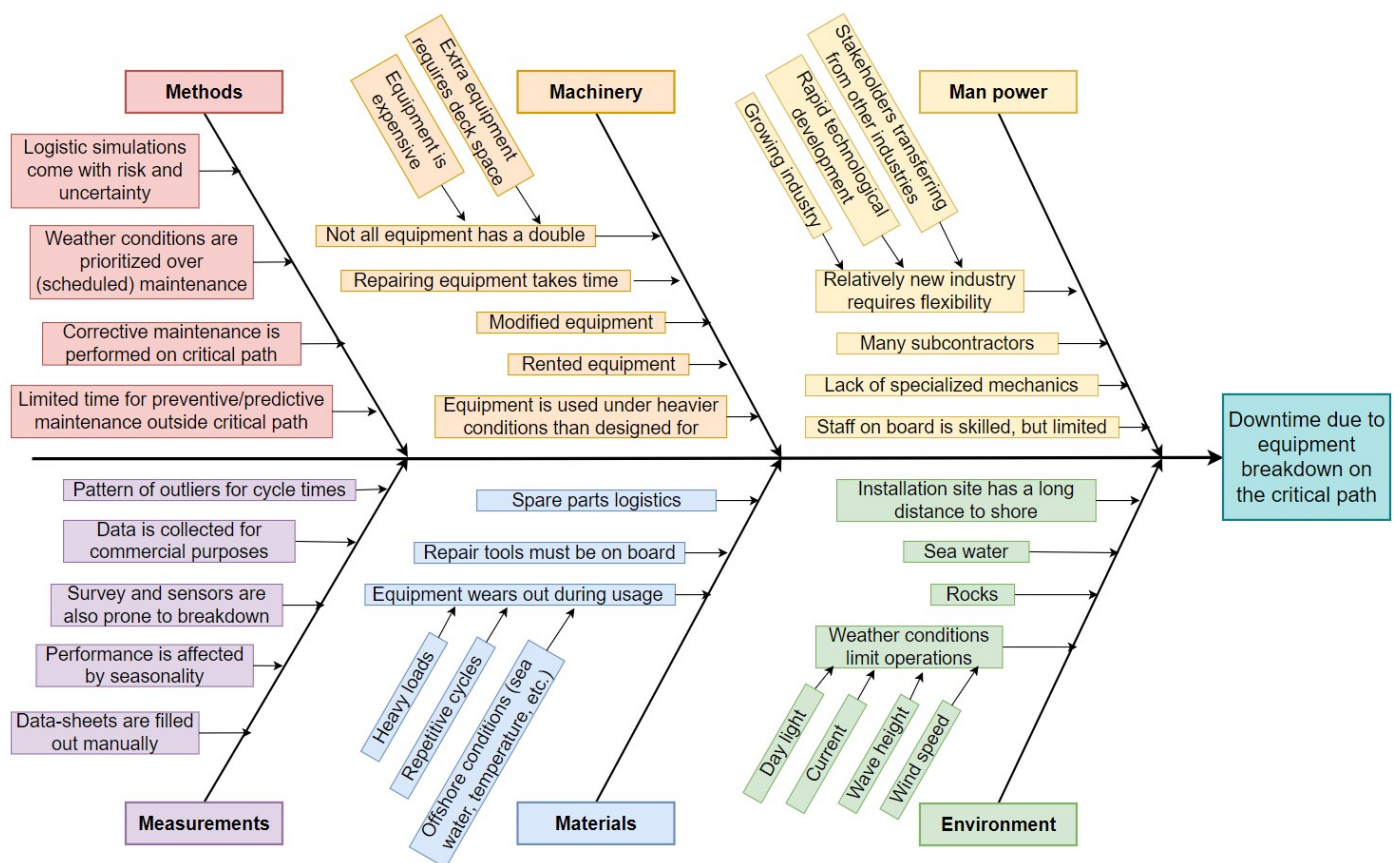 Methods
Logistic simulations
come with risk and
uncertainty
Weather conditions are
prioritized over
(scheduled) maintenance
Corrective maintenance is
performed on critical path
Limited time for preventive/predictive
maintenance outside critical path
Machinery
Equipment is
expensive
Extra equipment
requires deck space
Not all equipment has a double
Repairing equipment takes time
Modified equipment
Rented equipment
Equipment is used under heavier
conditions than designed for
Man power
Growing industry
Rapid technological
development
Stakeholders transferring
from other industries
Relatively new industry
requires flexibility
Many subcontractors
Lack of specialized mechanics
Staff on board is skilled, but limited
Downtime due to
equipment
breakdown on
the critical path
Pattern of outliers for cycle times
Data is collected for
commercial purposes
Survey and sensors are
also prone to breakdown
Performance is affected
by seasonality
Data-sheets are filled
out manually
Measurements
Spare parts logistics
Repair tools must be on board
Equipment wears out during usage
Heavy loads
Repetitive cycles
Offshore conditions (sea
water, temperature, etc.)
Materials
Installation site has a long
distance to shore
Sea water
Rocks
Weather conditions
limit operations
Day light
Current
Wave height
Wind speed
Environment